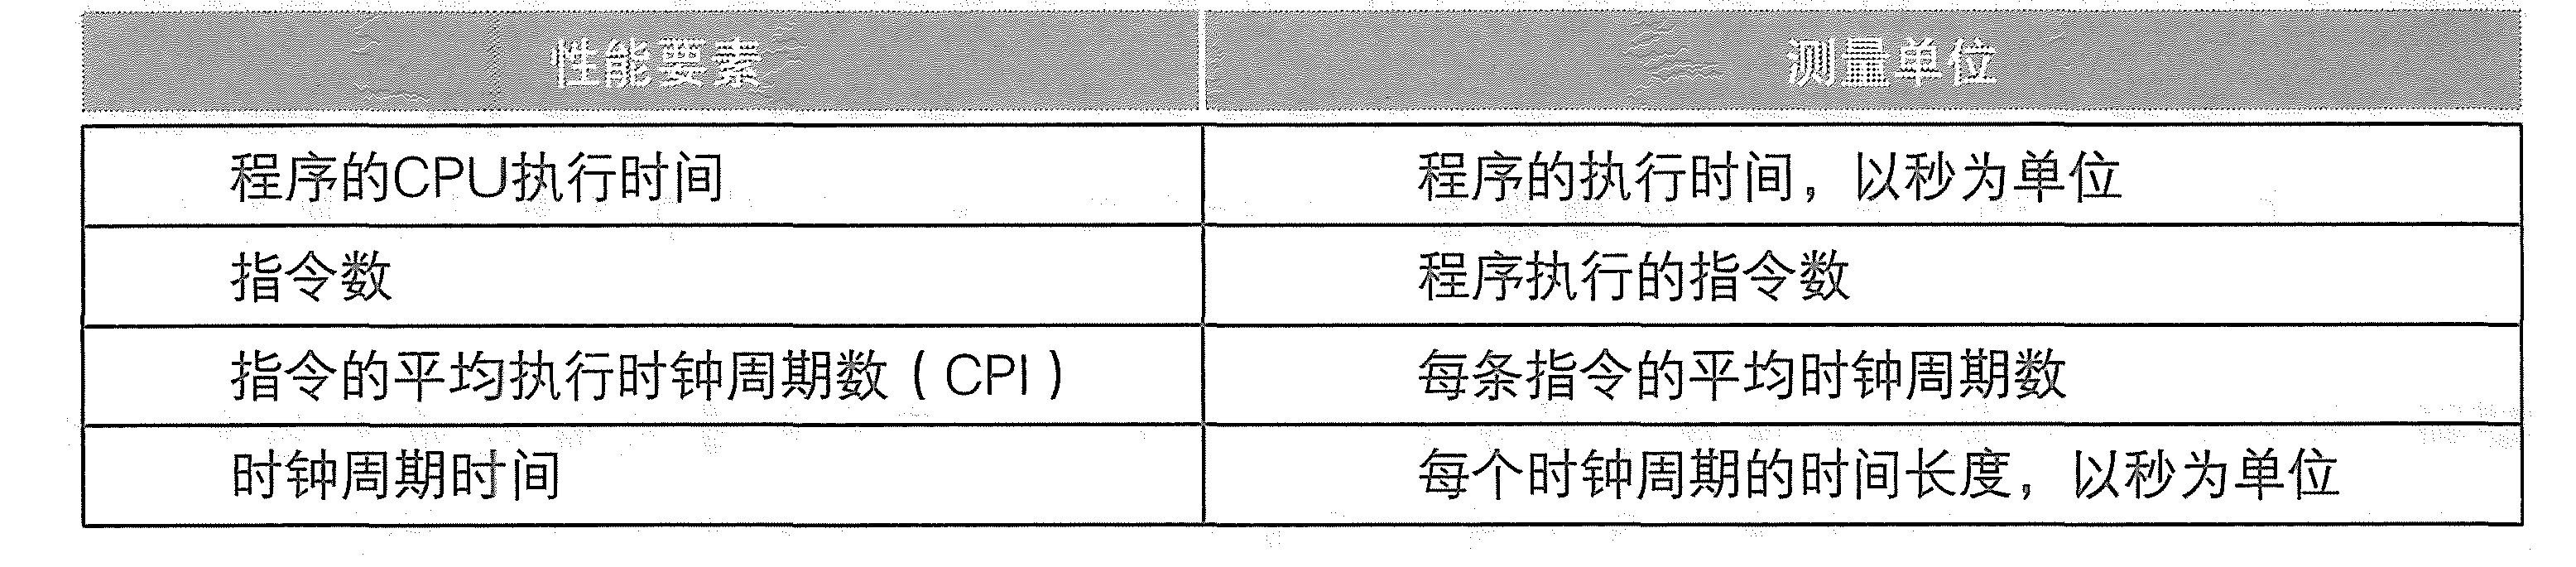 性能要素 测量单位
程序的CPU执行时间 程序的执行时间，以秒为单位
指令数 程序执行的指令数
指令的平均执行时钟周期数（CPI） 每条指令的平均时钟周期数
时钟周期时间 每个时钟周期的时间长度，以秒为单位